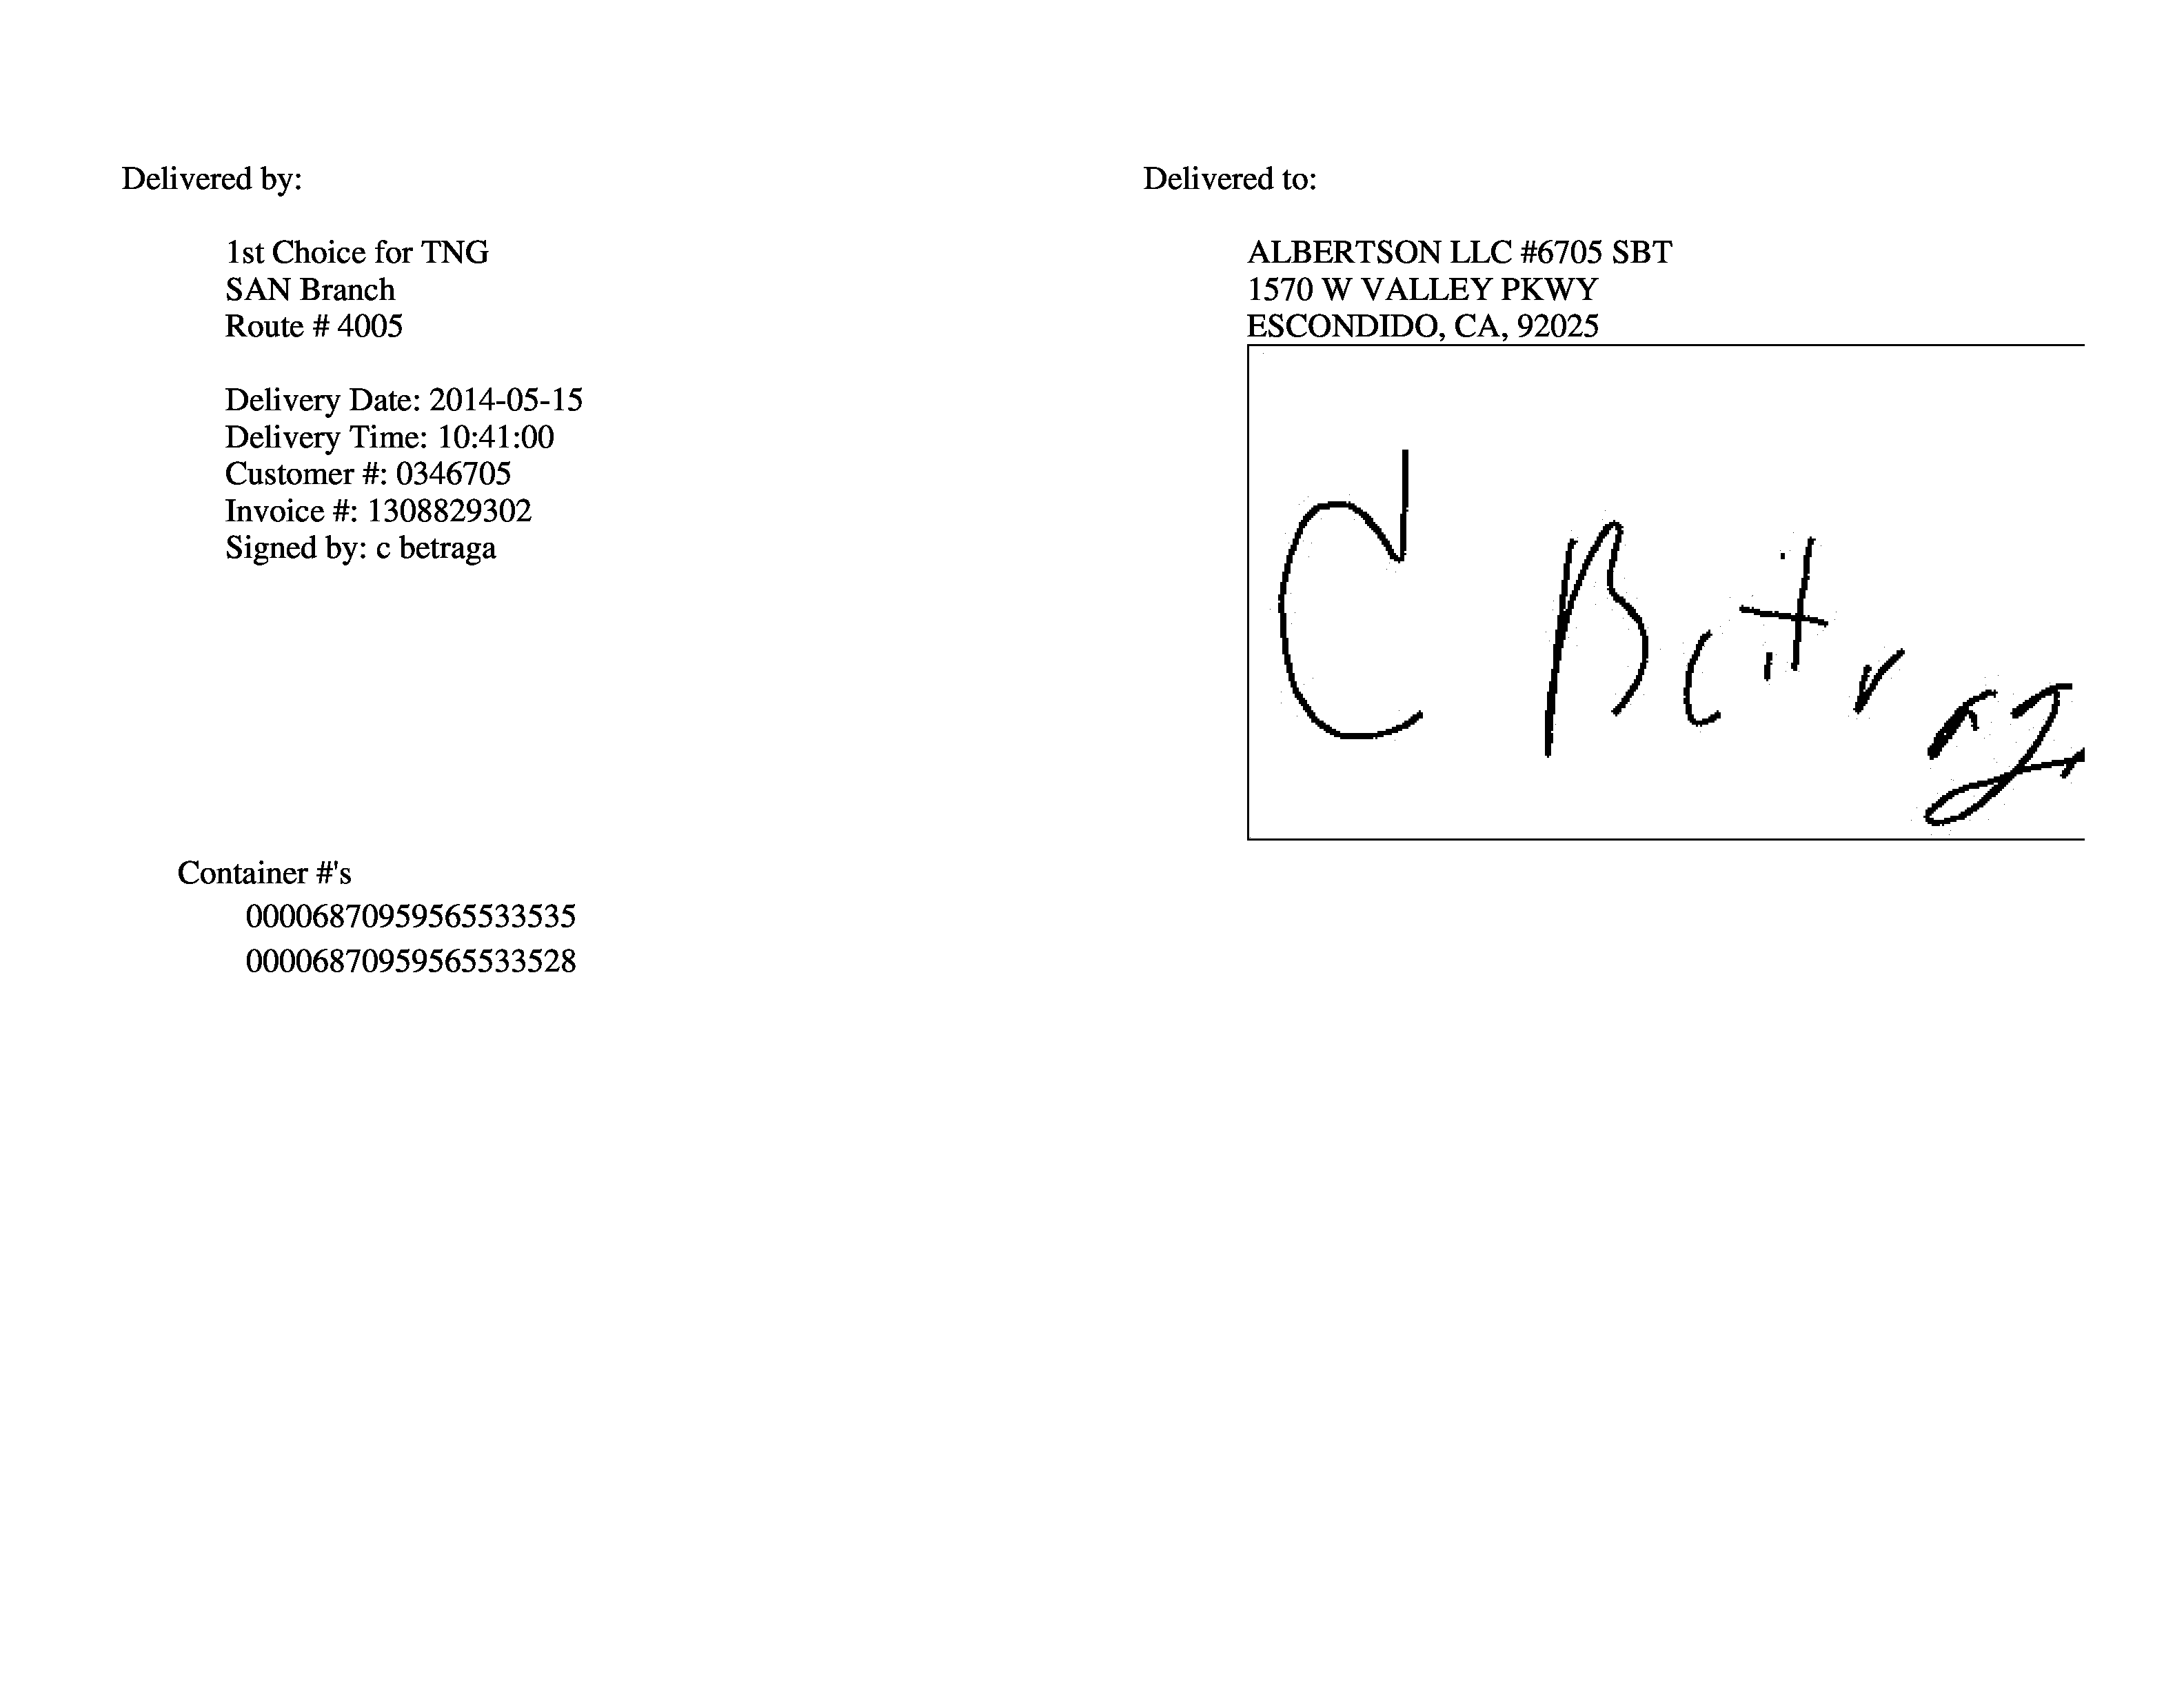 Delivered by:
1st Choice for TNG
SAN Branch
Route # 4005
Delivery Date: 2014-05-15
Delivery Time: 10:41:00
Customer #: 0346705
Invoice #: 1308829302
Signed by: c betraga
Delivered to:
ALBERTSON LLC #6705 SBT
1570 W VALLEY PKWY
ESCONDIDO, CA, 92025
C
Container #'s
00006870959565533535
00006870959565533528